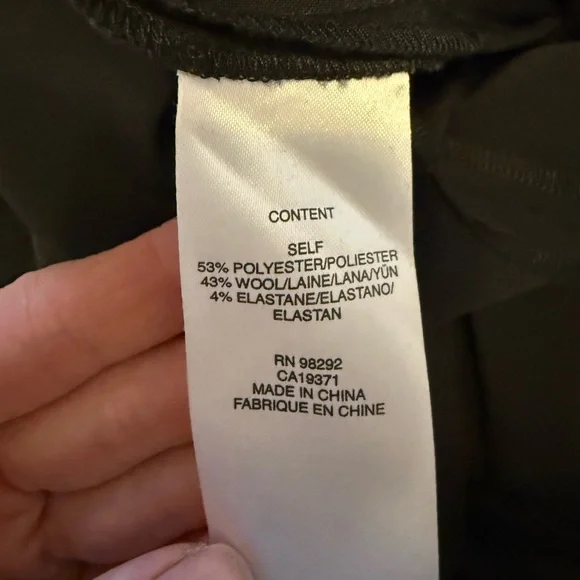 CONTENT
SELF
53% POLYESTER/POLIESTER
43% WOOL/LAINE/LANA/YÜN
4% ELASTANE/ELASTANO/
ELASTAN
RN 98292
CA19371
MADE IN CHINA
FABRIQUE EN CHINE